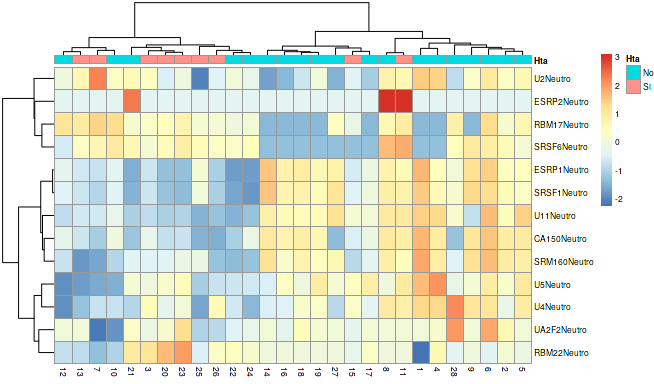 Hta
U2Neutro
ESRP2Neutro
RBM17Neutro
SRSF6Neutro
ESRP1Neutro
SRSF1Neutro
U11Neutro
CA150Neutro
SRM160Neutro
U5Neutro
U4Neutro
UA2F2Neutro
RBM22Neutro
12 13 7 10 21 3 20 23 25 26 22 24 14 16 18 19 27 15 17 8 11 1 4 28 9 6 2 5
3
2
1
0
-1
-2
Hta
No
SI